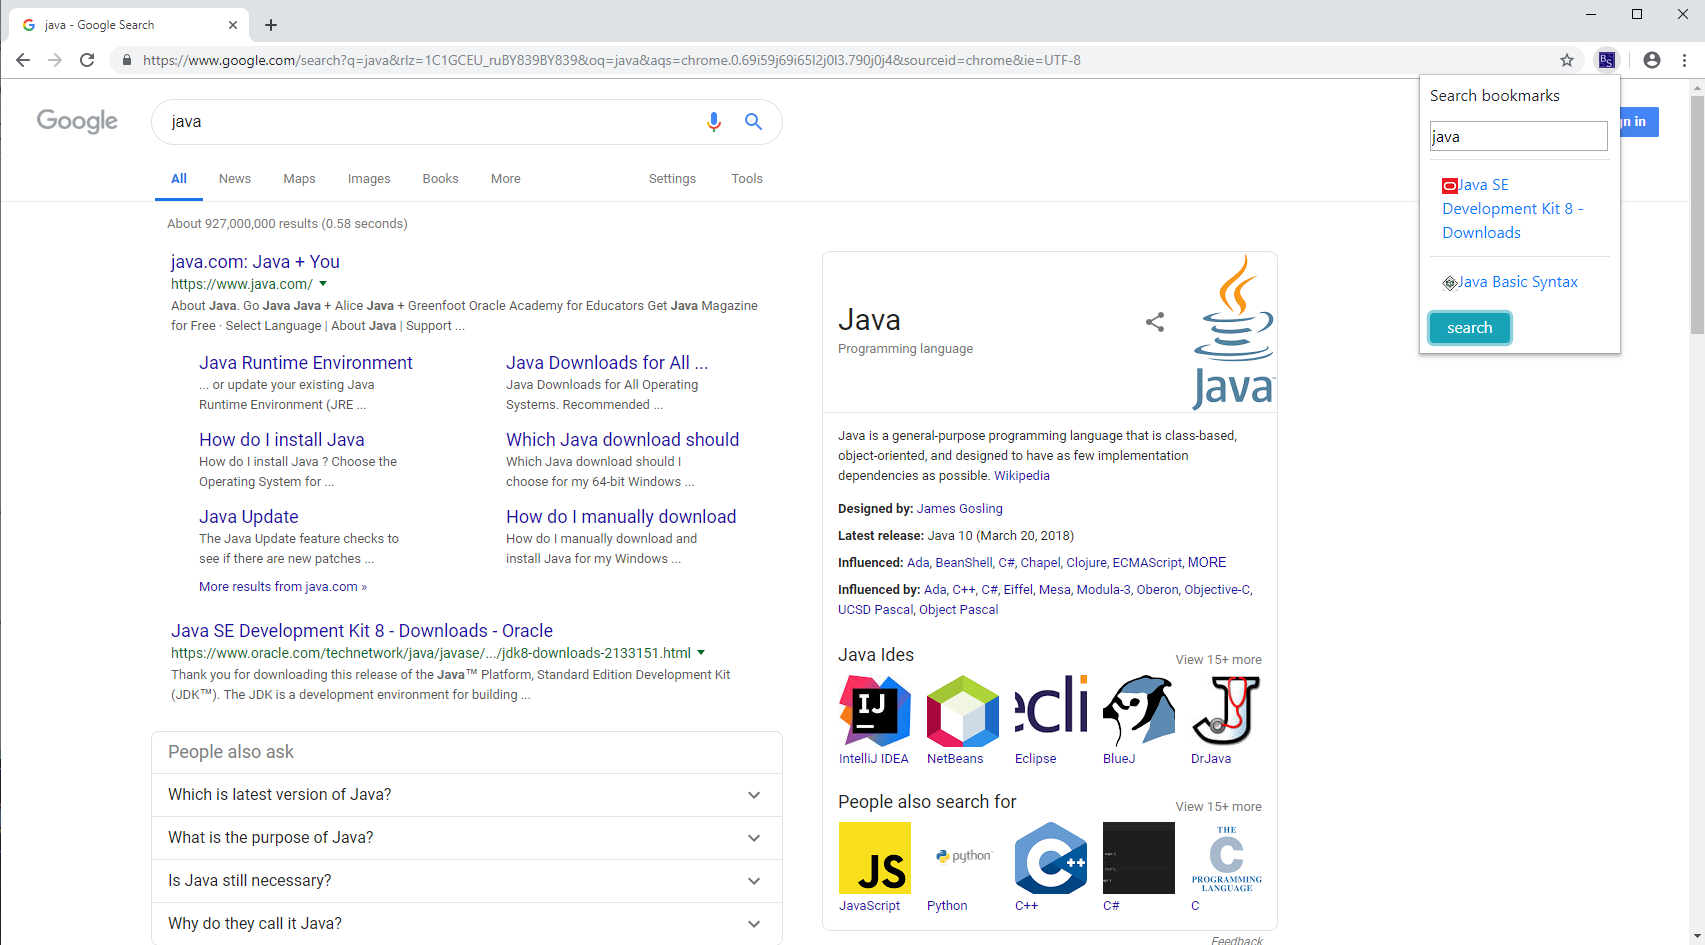 java - Google Search
https://www.google.com/search?q=java&rlz=1C1GCEU_ruBY839BY839&oq=java&aqs=chrome.0.69i59j69i65l2j0l3.790j0j4&sourceid=chrome&ie=UTF-8
BS
Search bookmarks
java
Java SE
Development Kit 8 -
Downloads
Java Basic Syntax
search
gn in
Google
java
All News Maps Images Books More Settings Tools
About 927,000,000 results (0.58 seconds)
java.com: Java + You
https://www.java.com/
About Java. Go Java Java + Alice Java + Greenfoot Oracle Academy for Educators Get Java Magazine
for Free · Select Language | About Java | Support ...
Java Runtime Environment
... or update your existing Java
Runtime Environment (JRE ...
Java Downloads for All ...
Java Downloads for All Operating
Systems. Recommended ...
How do I install Java
How do I install Java ? Choose the
Operating System for ...
Which Java download should
Which Java download should I
choose for my 64-bit Windows ...
Java Update
The Java Update feature checks to
see if there are new patches ...
How do I manually download
How do I manually download and
install Java for my Windows ...
More results from java.com »
Java SE Development Kit 8 - Downloads - Oracle
https://www.oracle.com/technetwork/java/javase/.../jdk8-downloads-2133151.html
Thank you for downloading this release of the Java™ Platform, Standard Edition Development Kit
(JDK™). The JDK is a development environment for building ...
People also ask
Which is latest version of Java?
What is the purpose of Java?
Is Java still necessary?
Why do they call it Java?
Java
Programming language
Java™
Java is a general-purpose programming language that is class-based,
object-oriented, and designed to have as few implementation
dependencies as possible. Wikipedia
Designed by: James Gosling
Latest release: Java 10 (March 20, 2018)
Influenced: Ada, BeanShell, C#, Chapel, Clojure, ECMAScript, MORE
Influenced by: Ada, C++, C#, Eiffel, Mesa, Modula-3, Oberon, Objective-C,
UCSD Pascal, Object Pascal
Java Ides
View 15+ more
IJ
ecli
J
IntelliJ IDEA NetBeans Eclipse BlueJ DrJava
People also search for
View 15+ more
JS
python
C++
THE
C
PROGRAMMING
LANGUAGE
JavaScript Python C++ C# C
Feedback